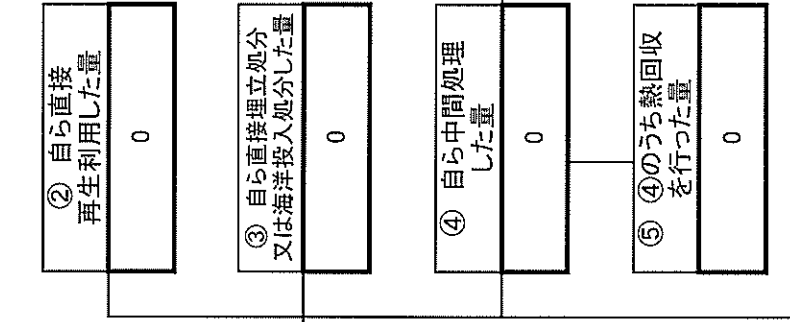 ② 自ら直接
再生利用した量
0
③ 自ら直接埋立処分
又は海洋投入処分した量
0
④ 自ら中間処理
した量
0
⑤ ④のうち熱回収
を行った量
0